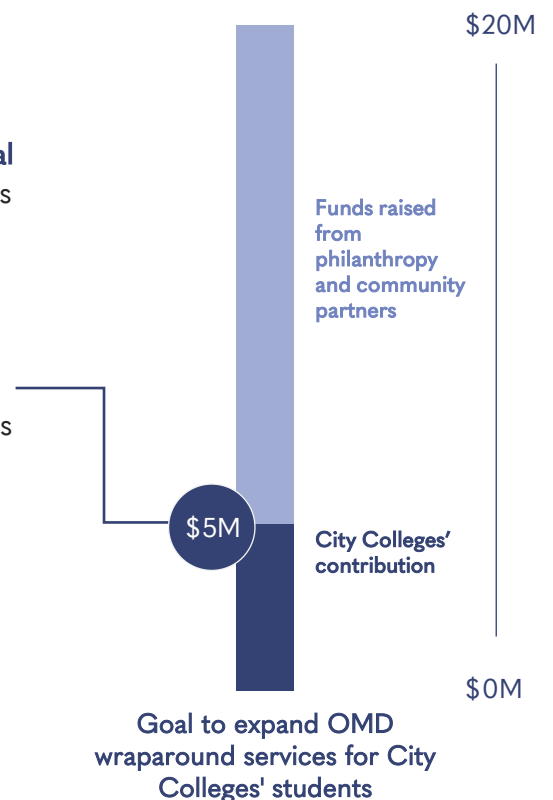 $20M
al
s
Funds raised
from
philanthropy
and community
partners
s
$5M
City Colleges’
contribution
$0M
Goal to expand OMD
wraparound services for City
Colleges' students